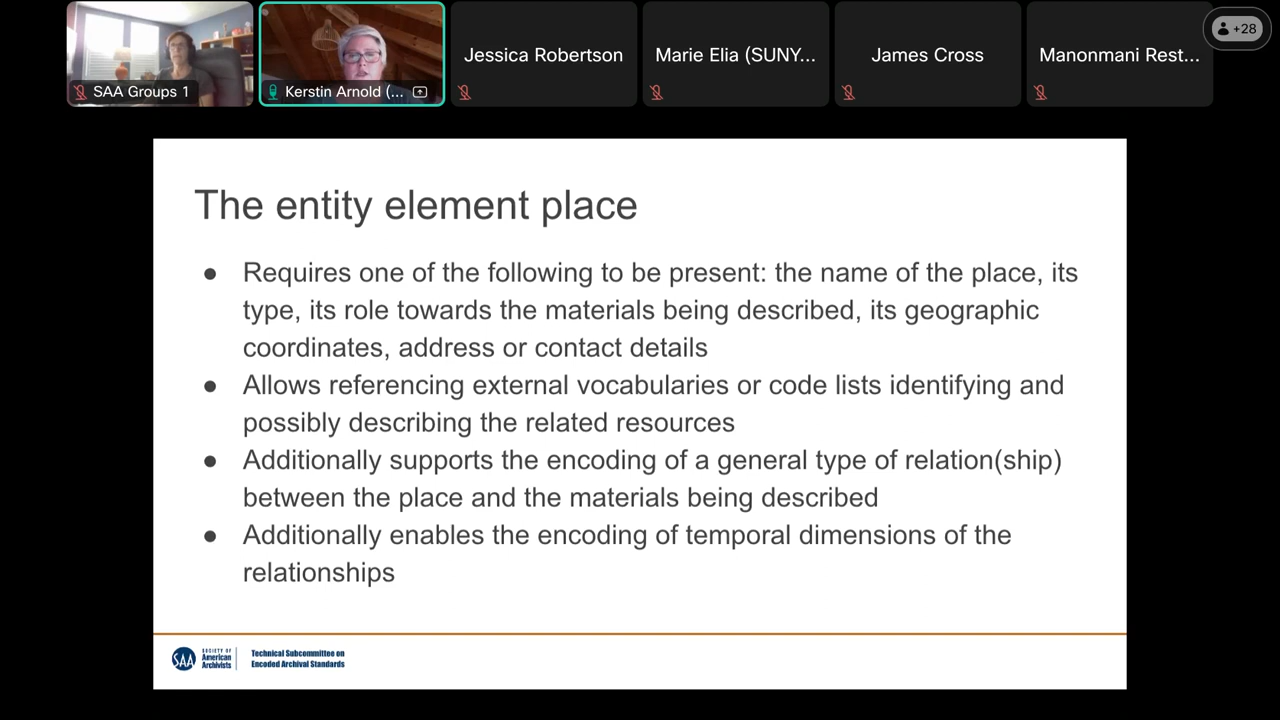 SAA Groups 1
Kerstin Arnold (...
Jessica Robertson
Marie Elia (SUNY...
James Cross
Manonmani Rest...
+28
The entity element place
● Requires one of the following to be present: the name of the place, its
type, its role towards the materials being described, its geographic
coordinates, address or contact details
● Allows referencing external vocabularies or code lists identifying and
possibly describing the related resources
● Additionally supports the encoding of a general type of relation(ship)
between the place and the materials being described
● Additionally enables the encoding of temporal dimensions of the
relationships
SAA
SOCIETY OF
American
Archivists
Technical Subcommittee on
Encoded Archival Standards